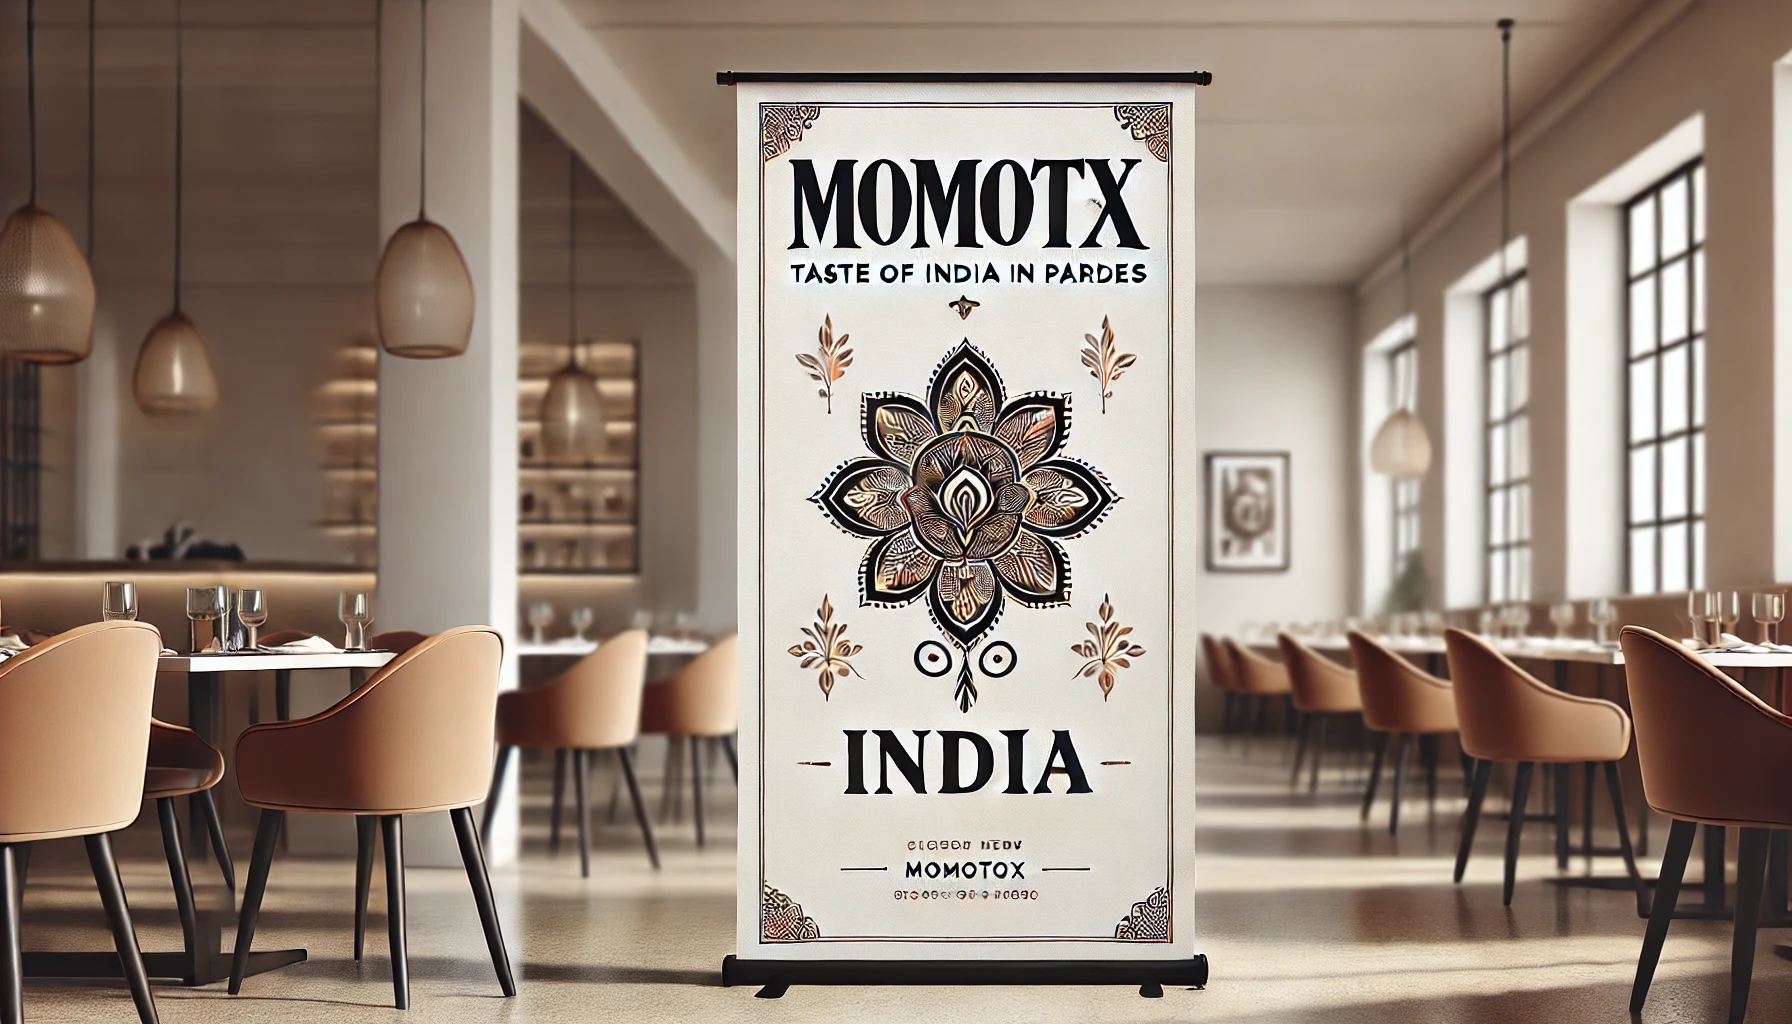 MOMOTX
TASTE OF INDIA IN PARDES
INDIA
MOMOTOX